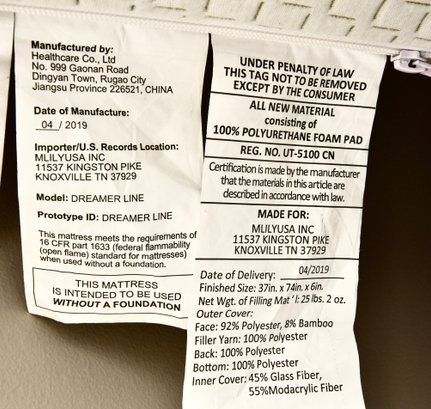 Manufactured by:
Healthcare Co., Ltd
No. 999 Gaonan Road
Dingyan Town, Rugao City
Jiangsu Province 226521, CHINA
Date of Manufacture:
04 / 2019
Importer/U.S. Records Location:
MLILYUSA INC
11537 KINGSTON PIKE
KNOXVILLE TN 37929
Model: DREAMER LINE
Prototype ID: DREAMER LINE
This mattress meets the requirements of
16 CFR part 1633 (federal flammability
(open flame) standard for mattresses)
when used without a foundation.
THIS MATTRESS
IS INTENDED TO BE USED
WITHOUT A FOUNDATION
UNDER PENALTY OF LAW
THIS TAG NOT TO BE REMOVED
EXCEPT BY THE CONSUMER
ALL NEW MATERIAL
consisting of
100% POLYURETHANE FOAM PAD
REG. NO. UT-5100 CN
Certification is made by the manufacturer
that the materials in this article are
described in accordance with law.
MADE FOR:
MLILYUSA INC
11537 KINGSTON PIKE
KNOXVILLE TN 37929
Date of Delivery: 04/2019
Finished Size: 37in. x 74in. x 6in.
Net Wgt. of Filling Mat 'l: 25 lbs. 2 oz.
Outer Cover:
Face: 92% Polyester, 8% Bamboo
Filler Yarn: 100% Polyester
Back: 100% Polyester
Bottom: 100% Polyester
Inner Cover: 45% Glass Fiber,
55%Modacrylic Fiber